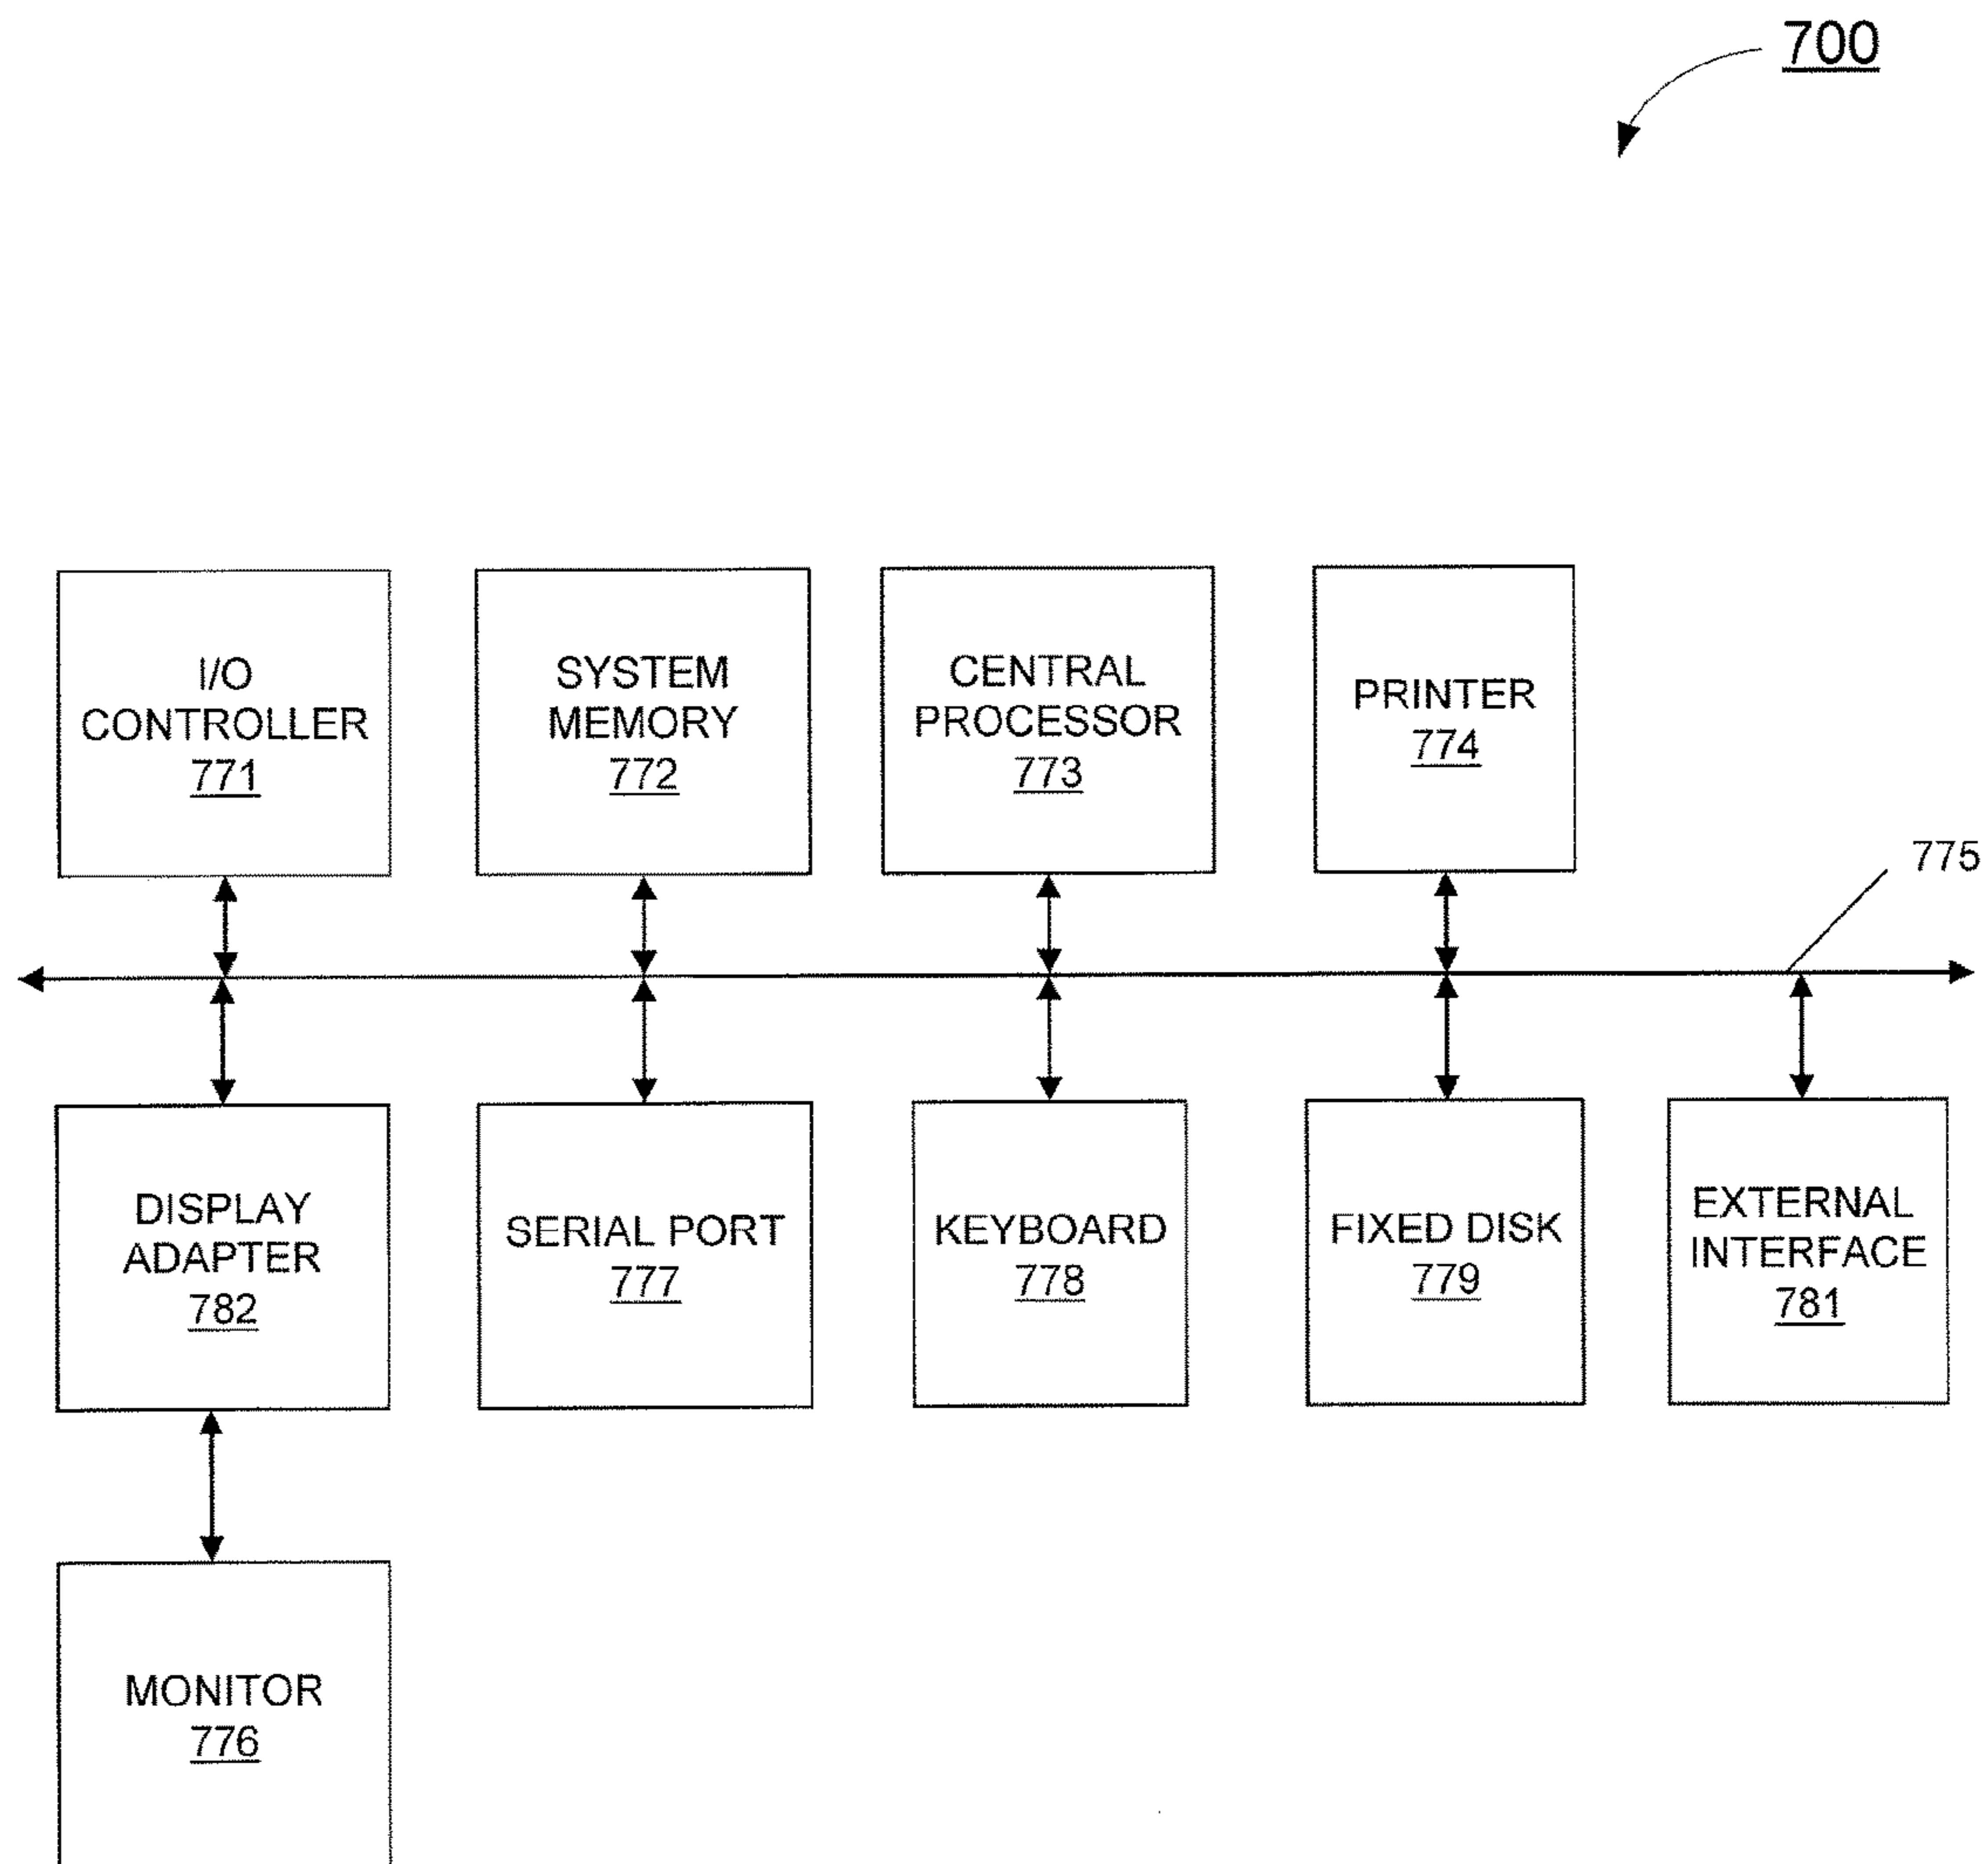 700
I/O
CONTROLLER
771
SYSTEM
MEMORY
772
CENTRAL
PROCESSOR
773
PRINTER
774
775
DISPLAY
ADAPTER
782
SERIAL PORT
777
KEYBOARD
778
FIXED DISK
779
EXTERNAL
INTERFACE
781
MONITOR
776